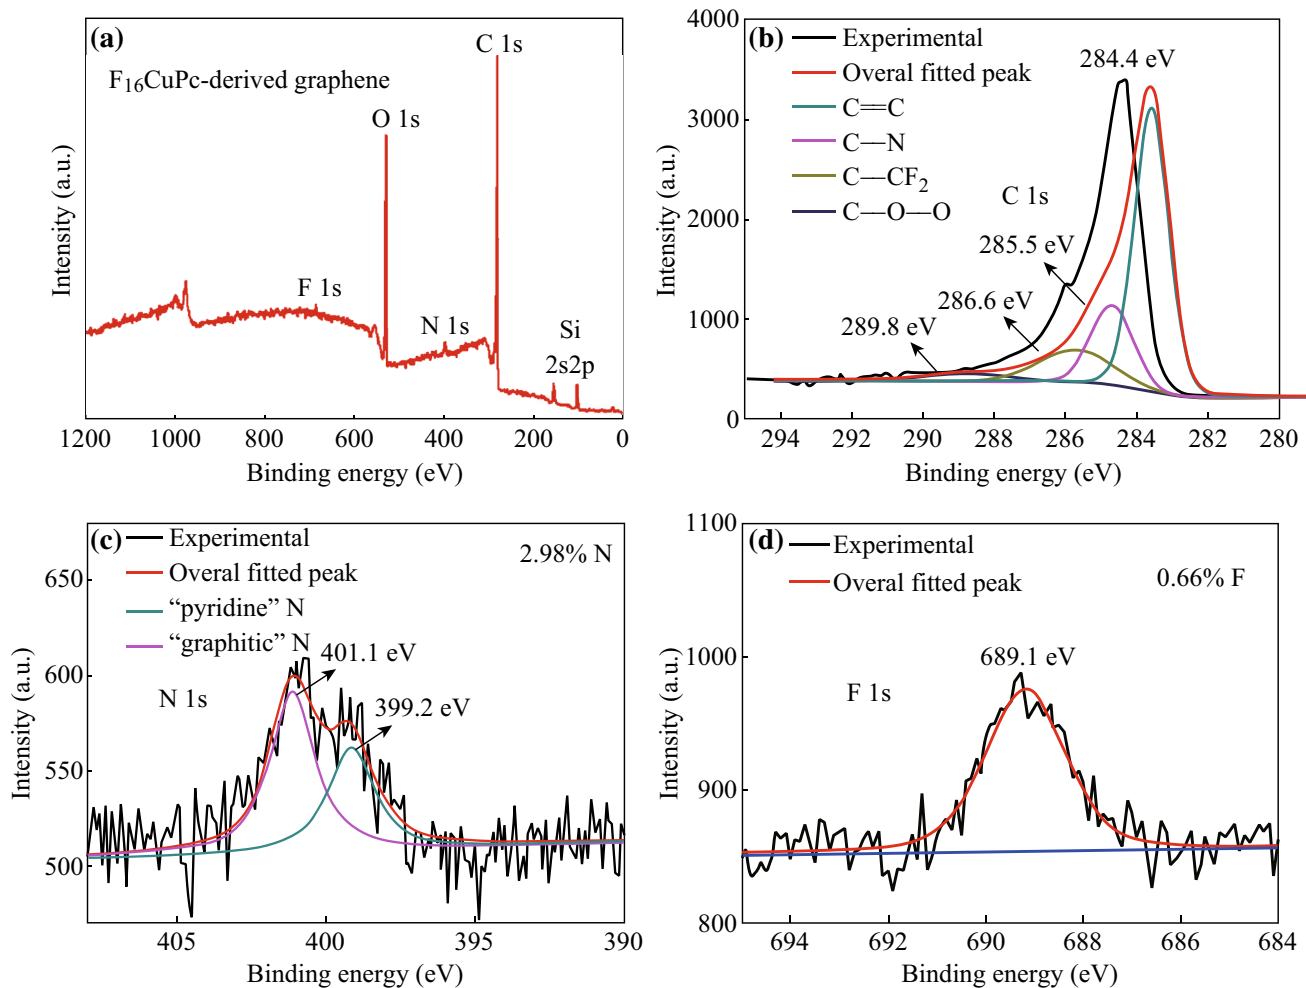 (a)
F₁₆CuPc-derived graphene
C 1s
O 1s
F 1s
N 1s
Si
2s2p
Intensity (a.u.)
1200 1000 800 600 400 200 0
Binding energy (eV)
(b)
Experimental
Overal fitted peak
C═C
C—N
C—CF₂
C—O—O
284.4 eV
C 1s
285.5 eV
286.6 eV
289.8 eV
4000
3000
2000
1000
0
Intensity (a.u.)
294 292 290 288 286 284 282 280
Binding energy (eV)
(c)
Experimental
Overal fitted peak
“pyridine” N
“graphitic” N
2.98% N
401.1 eV
399.2 eV
N 1s
650
600
550
500
Intensity (a.u.)
405 400 395 390
Binding energy (eV)
(d)
Experimental
Overal fitted peak
0.66% F
689.1 eV
F 1s
1100
1000
900
800
Intensity (a.u.)
694 692 690 688 686 684
Binding energy (eV)